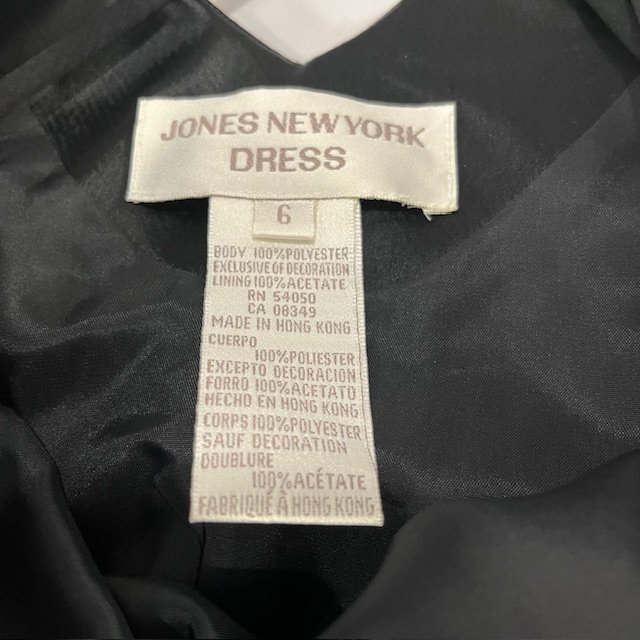 JONES NEW YORK
DRESS
6
BODY 100%POLYESTER
EXCLUSIVE OF DECORATION
LINING 100%ACETATE
RN 54050
CA 08349
MADE IN HONG KONG
CUERPO
100%POLIESTER
EXCEPTO DECORACIÓN
FORRO 100%ACETATO
HECHO EN HONG KONG
CORPS 100%POLYESTER
SAUF DECORATION
DOUBLURE
100%ACÉTATE
FABRIQUÉ À HONG KONG